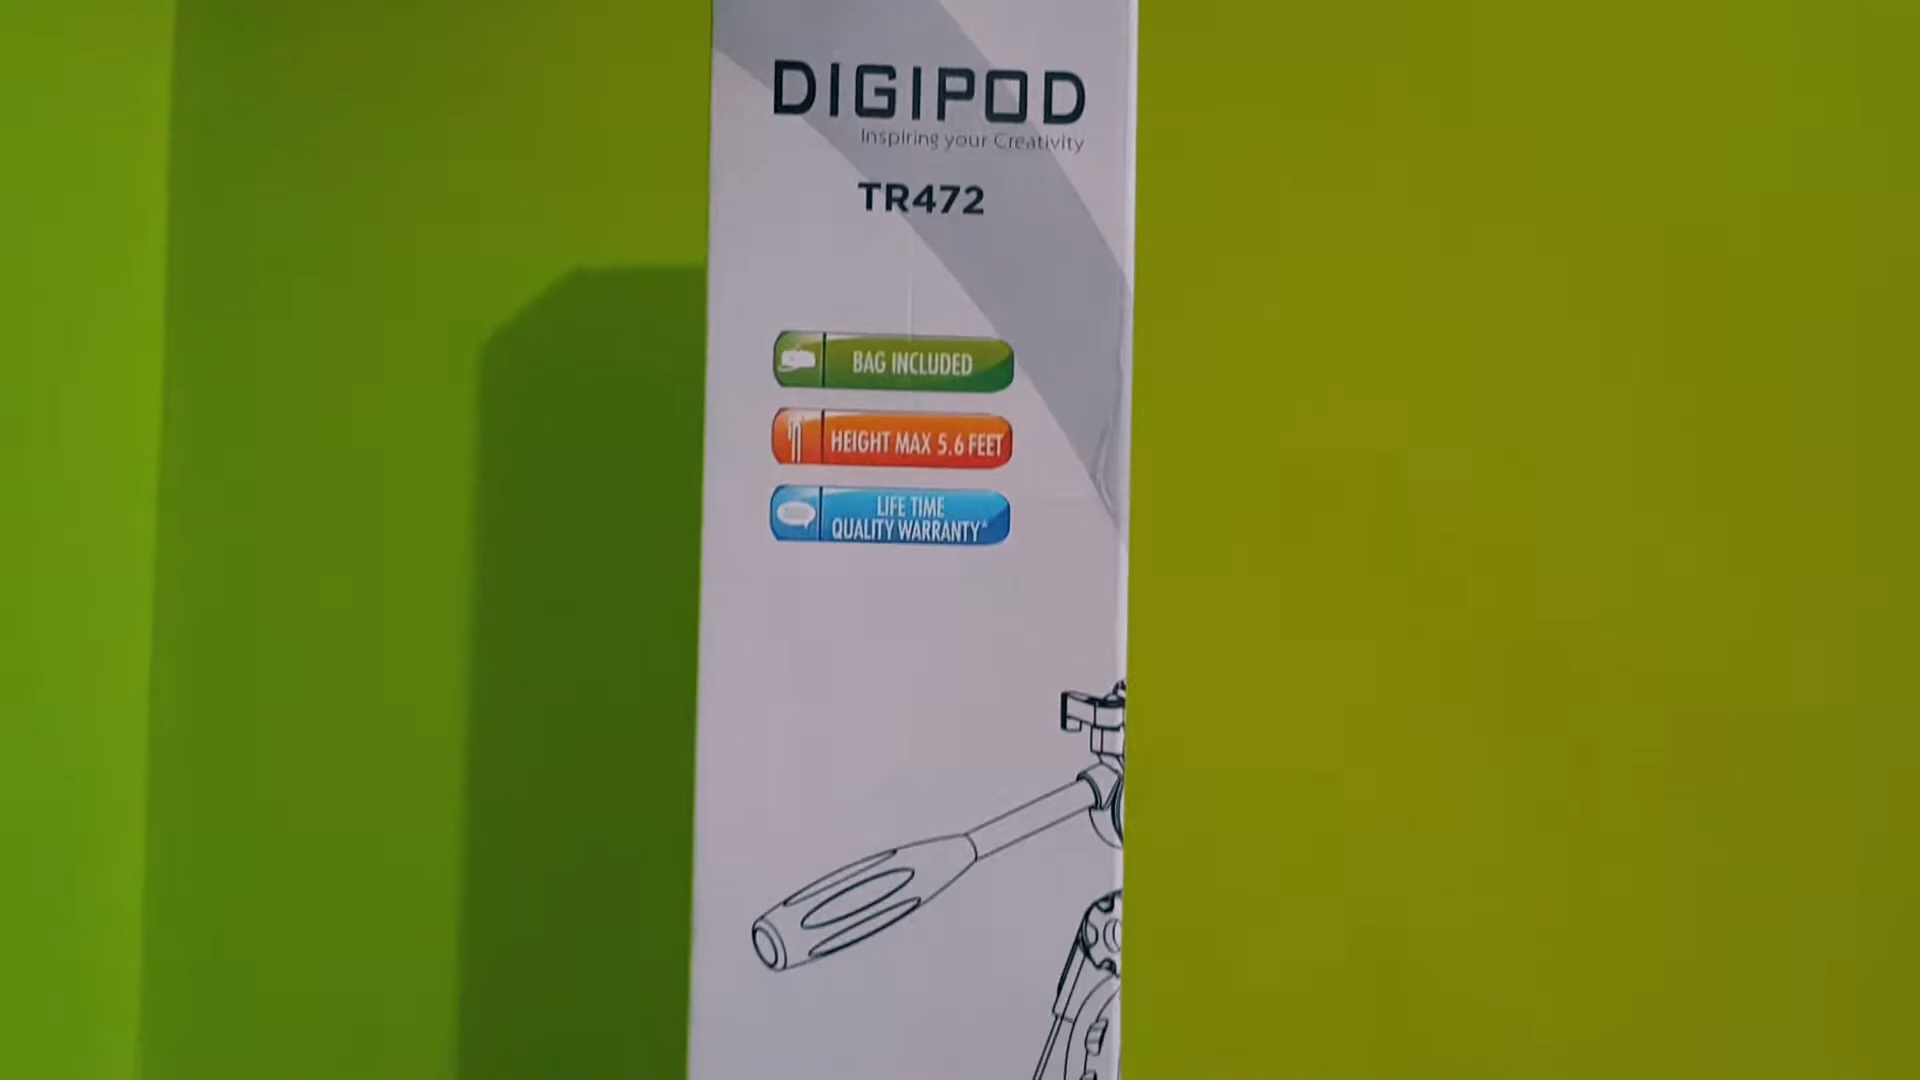 DIGIPOD
Inspiring your Creativity
TR472
BAG INCLUDED
HEIGHT MAX 5.6 FEET
LIFE TIME
QUALITY WARRANTY*